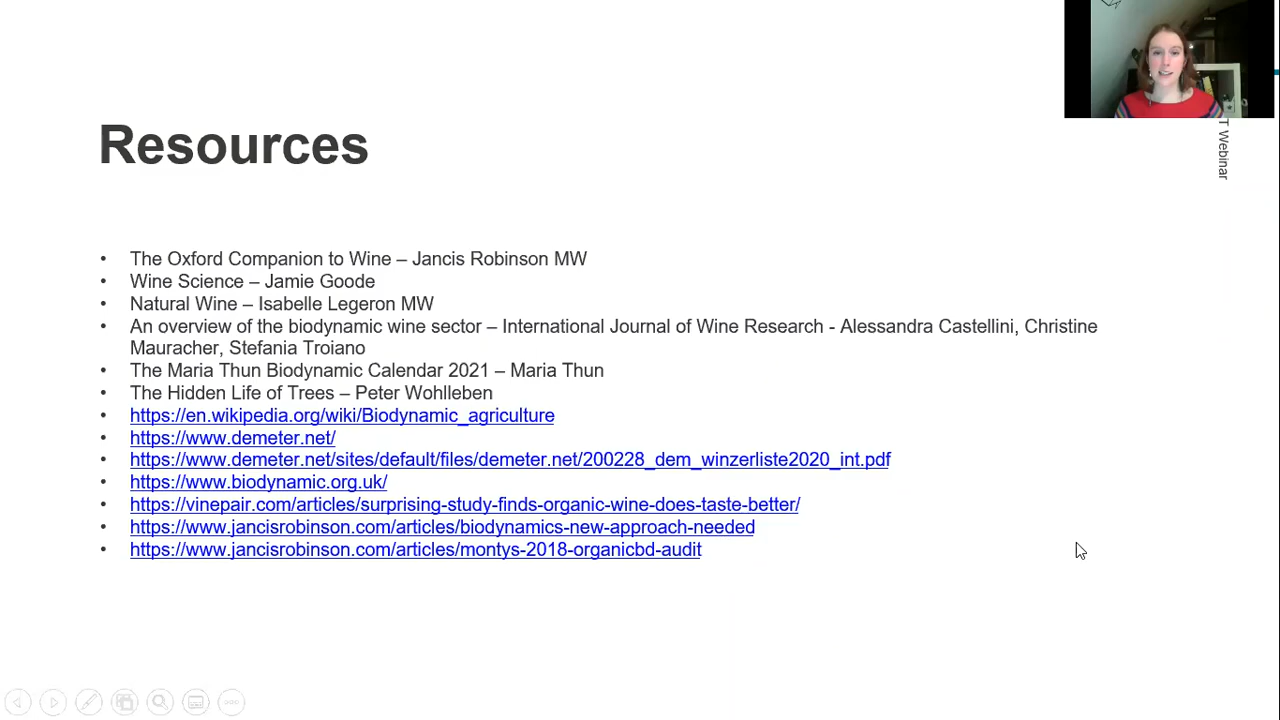 Resources
T Webinar
• The Oxford Companion to Wine – Jancis Robinson MW
• Wine Science – Jamie Goode
• Natural Wine – Isabelle Legeron MW
• An overview of the biodynamic wine sector – International Journal of Wine Research - Alessandra Castellini, Christine
Mauracher, Stefania Troiano
• The Maria Thun Biodynamic Calendar 2021 – Maria Thun
• The Hidden Life of Trees – Peter Wohlleben
• https://en.wikipedia.org/wiki/Biodynamic_agriculture
• https://www.demeter.net/
• https://www.demeter.net/sites/default/files/demeter.net/200228_dem_winzerliste2020_int.pdf
• https://www.biodynamic.org.uk/
• https://vinepair.com/articles/surprising-study-finds-organic-wine-does-taste-better/
• https://www.jancisrobinson.com/articles/biodynamics-new-approach-needed
• https://www.jancisrobinson.com/articles/montys-2018-organicbd-audit